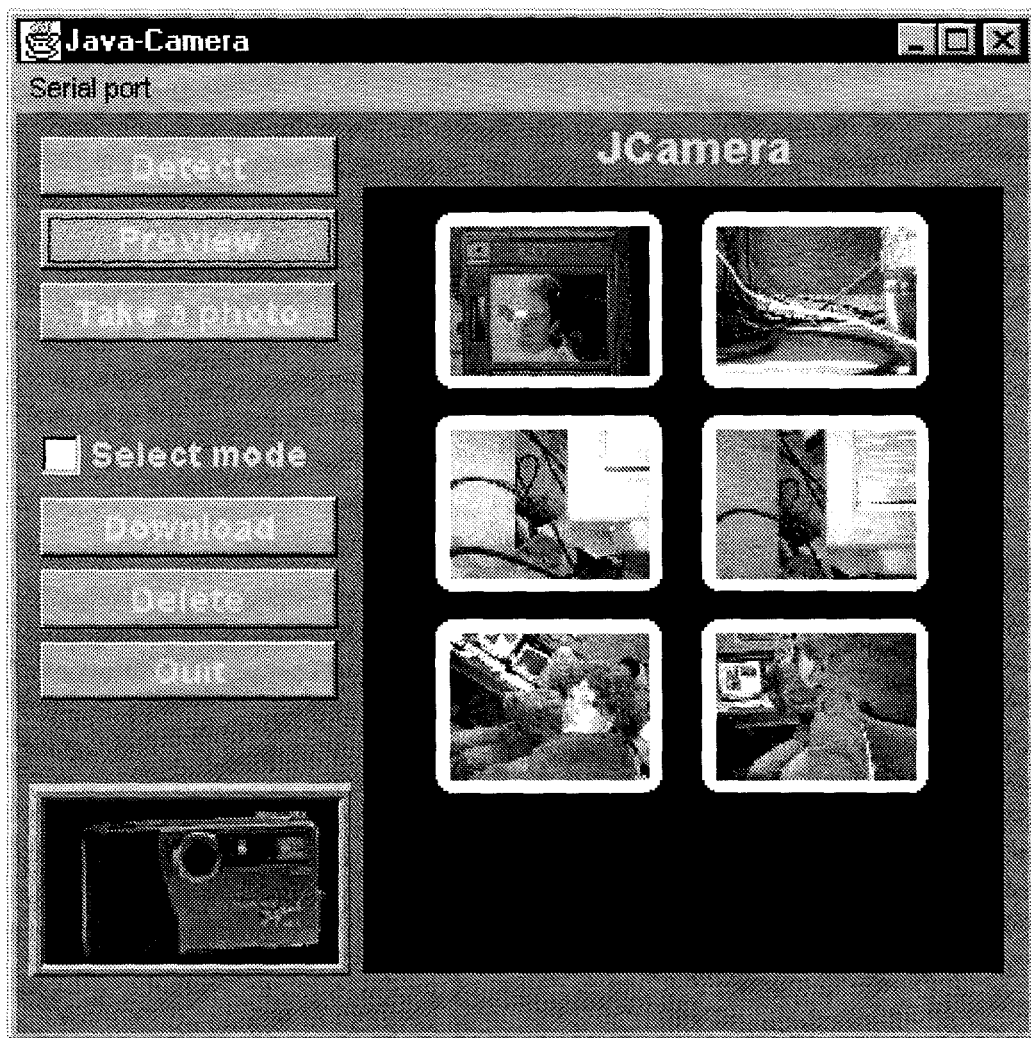 Java-Camera
Serial port
JCamera
Detect
Preview
Take a photo
Select mode
Download
Delete
Quit